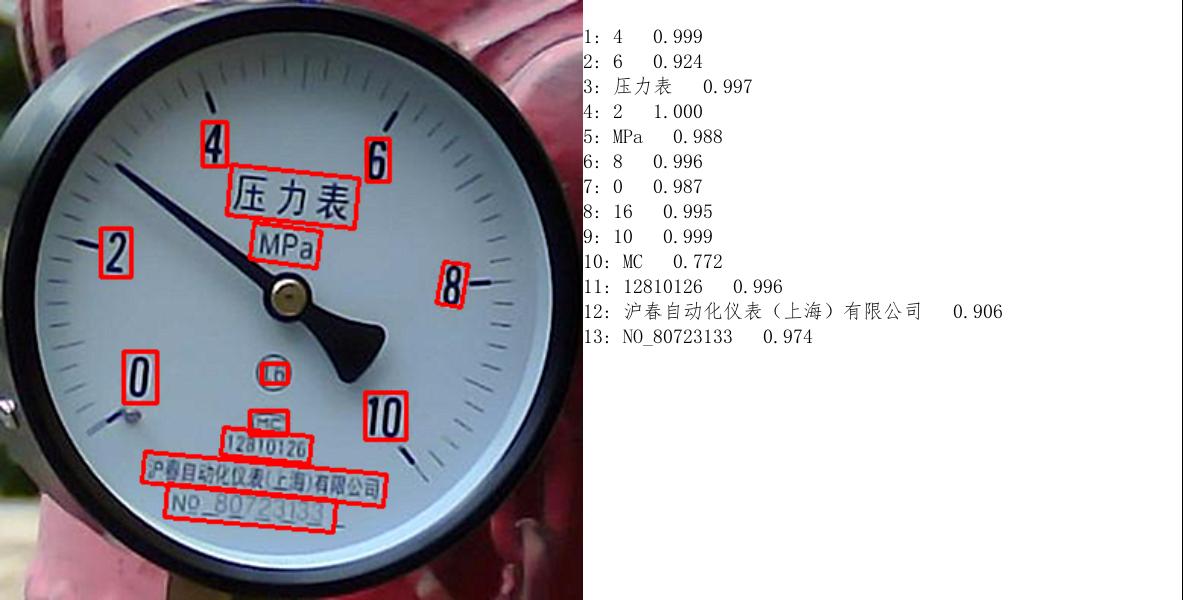 4
6
压力表
MPa
2
8
0
1.6
10
MC
12810126
沪春自动化仪表(上海)有限公司
No 80723133
1: 4 0.999
2: 6 0.924
3: 压力表 0.997
4: 2 1.000
5: MPa 0.988
6: 8 0.996
7: 0 0.987
8: 16 0.995
9: 10 0.999
10: MC 0.772
11: 12810126 0.996
12: 沪春自动化仪表（上海）有限公司 0.906
13: NO_80723133 0.974